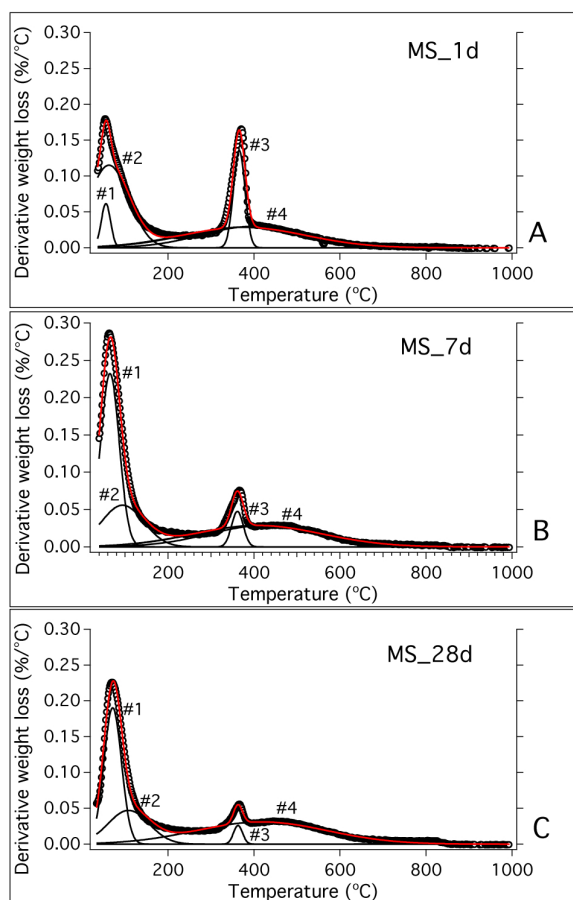 MS_1d
0.30
0.25
0.20
0.15
0.10
0.05
0.00
Derivative weight loss (%/°C)
#1
#2
#3
#4
A
200 400 600 800 1000
Temperature (°C)
MS_7d
0.30
0.25
0.20
0.15
0.10
0.05
0.00
Derivative weight loss (%/°C)
#1
#2
#3
#4
B
200 400 600 800 1000
Temperature (°C)
MS_28d
0.30
0.25
0.20
0.15
0.10
0.05
0.00
Derivative weight loss (%/°C)
#1
#2
#4
#3
C
200 400 600 800 1000
Temperature (°C)